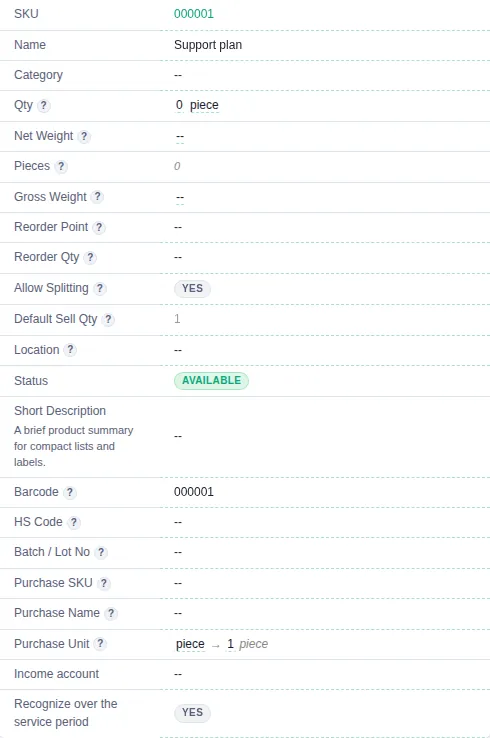 SKU 000001
Name Support plan
Category --
Qty ? 0 piece
Net Weight ? --
Pieces ? 0
Gross Weight ? --
Reorder Point ? --
Reorder Qty ? --
Allow Splitting ? YES
Default Sell Qty ? 1
Location ? --
Status AVAILABLE
Short Description
A brief product summary
for compact lists and
labels.
--
Barcode ? 000001
HS Code ? --
Batch / Lot No ? --
Purchase SKU ? --
Purchase Name ? --
Purchase Unit ? piece → 1 piece
Income account --
Recognize over the
service period
YES